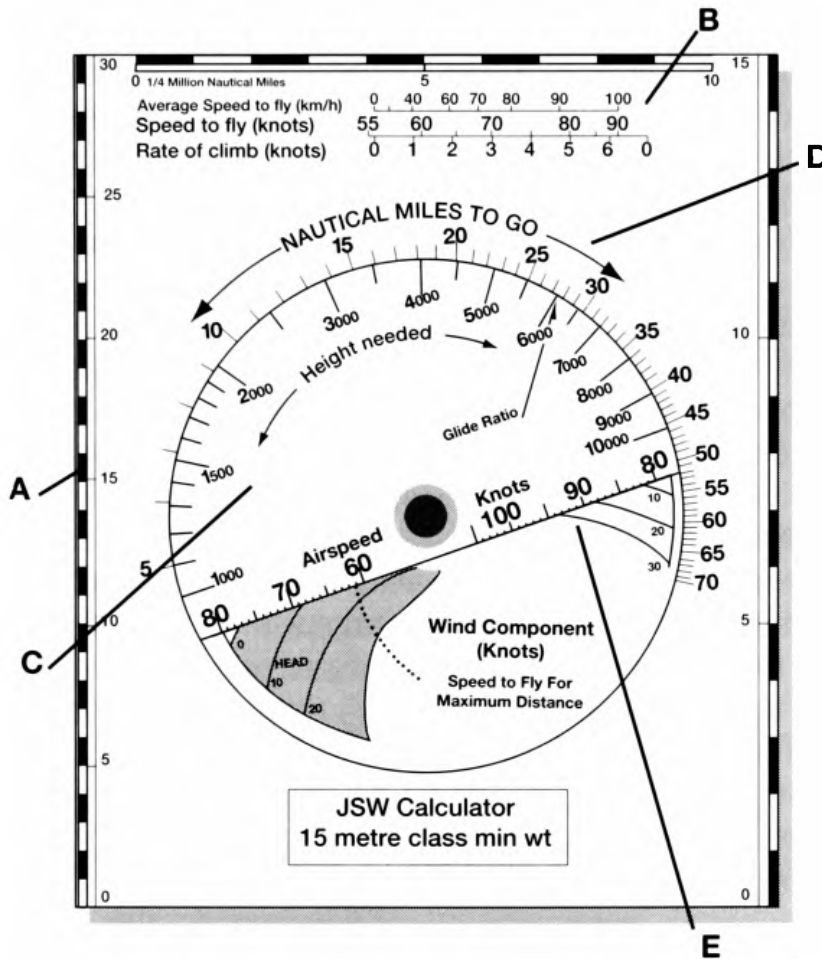 B
30
15
0 1/4 Million Nautical Miles
5
10
Average Speed to fly (km/h) 0 40 60 70 80 90 100
Speed to fly (knots) 55 60 70 80 90
Rate of climb (knots) 0 1 2 3 4 5 6 0
D
25
NAUTICAL MILES TO GO
5 10 15 20 25 30 35 40 45 50 55 60 65 70
20
10
1000 1500 2000 3000 4000 5000 6000 7000 8000 9000 10000
Height needed
Glide Ratio
A
15
Airspeed
Knots
80 70 60 100 90 80
10
20
30
C
10
5
0
HEAD
10
20
Wind Component
(Knots)
Speed to Fly For
Maximum Distance
5
JSW Calculator
15 metre class min wt
0
0
E